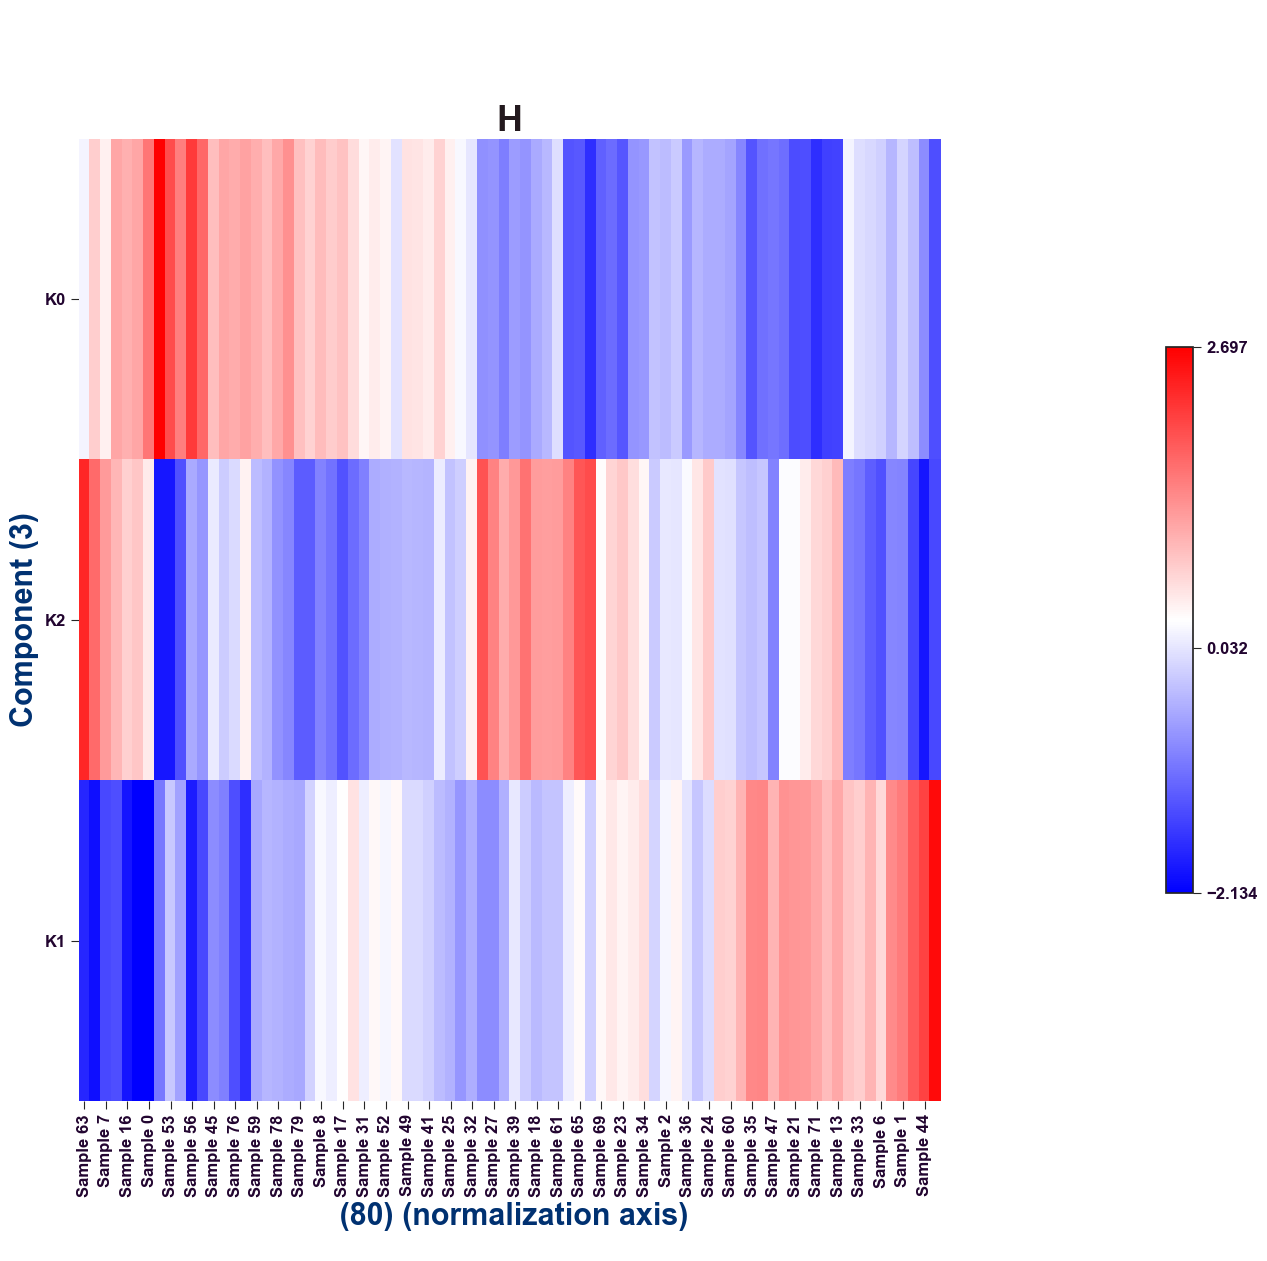 H
K0
K2
K1
Component (3)
Sample 63
Sample 7
Sample 16
Sample 0
Sample 53
Sample 56
Sample 45
Sample 76
Sample 59
Sample 78
Sample 79
Sample 8
Sample 17
Sample 31
Sample 52
Sample 49
Sample 41
Sample 25
Sample 32
Sample 27
Sample 39
Sample 18
Sample 61
Sample 65
Sample 69
Sample 23
Sample 34
Sample 2
Sample 36
Sample 24
Sample 60
Sample 35
Sample 47
Sample 21
Sample 71
Sample 13
Sample 33
Sample 6
Sample 1
Sample 44
(80) (normalization axis)
2.697
0.032
−2.134